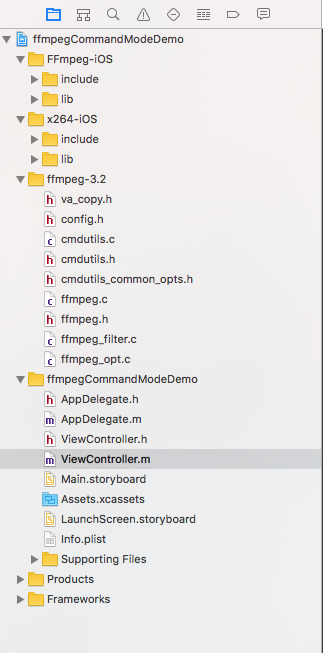 ffmpegCommandModeDemo
FFmpeg-iOS
include
lib
x264-iOS
include
lib
ffmpeg-3.2
h va_copy.h
h config.h
c cmdutils.c
h cmdutils.h
h cmdutils_common_opts.h
c ffmpeg.c
h ffmpeg.h
c ffmpeg_filter.c
c ffmpeg_opt.c
ffmpegCommandModeDemo
h AppDelegate.h
m AppDelegate.m
h ViewController.h
m ViewController.m
Main.storyboard
Assets.xcassets
LaunchScreen.storyboard
Info.plist
Supporting Files
Products
Frameworks